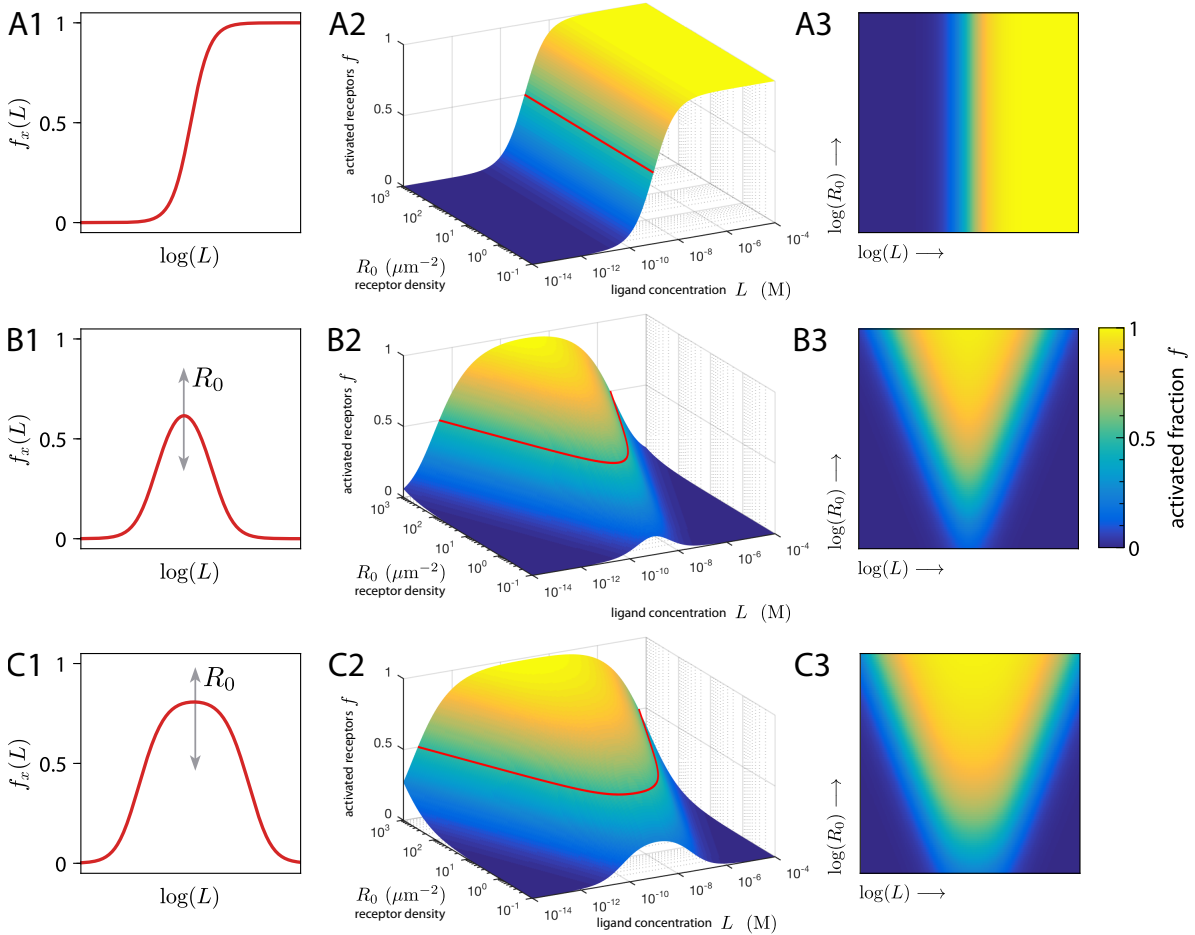 A1
1
0.5
0
f_x(L)
log(L)
A2
1
0.5
0
activated receptors f
10^3
10^2
10^1
10^0
10^-1
R_0 (μm^-2)
receptor density
10^-14
10^-12
10^-10
10^-8
10^-6
10^-4
ligand concentration L (M)
A3
log(R_0) ⟶
log(L) ⟶
B1
1
0.5
0
R_0
f_x(L)
log(L)
B2
1
0.5
0
activated receptors f
10^3
10^2
10^1
10^0
10^-1
R_0 (μm^-2)
receptor density
10^-14
10^-12
10^-10
10^-8
10^-6
10^-4
ligand concentration L (M)
B3
log(R_0) ⟶
log(L) ⟶
1
0.5
0
activated fraction f
C1
1
0.5
0
R_0
f_x(L)
log(L)
C2
1
0.5
0
activated receptors f
10^3
10^2
10^1
10^0
10^-1
R_0 (μm^-2)
receptor density
10^-14
10^-12
10^-10
10^-8
10^-6
10^-4
ligand concentration L (M)
C3
log(R_0) ⟶
log(L) ⟶